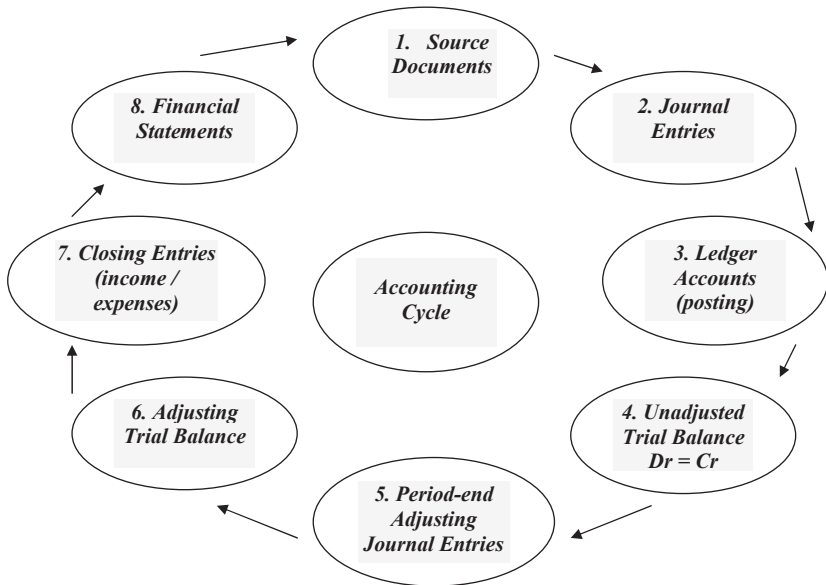 1. Source
Documents
2. Journal
Entries
3. Ledger
Accounts
(posting)
4. Unadjusted
Trial Balance
Dr = Cr
5. Period-end
Adjusting
Journal Entries
6. Adjusting
Trial Balance
7. Closing Entries
(income /
expenses)
8. Financial
Statements
Accounting
Cycle